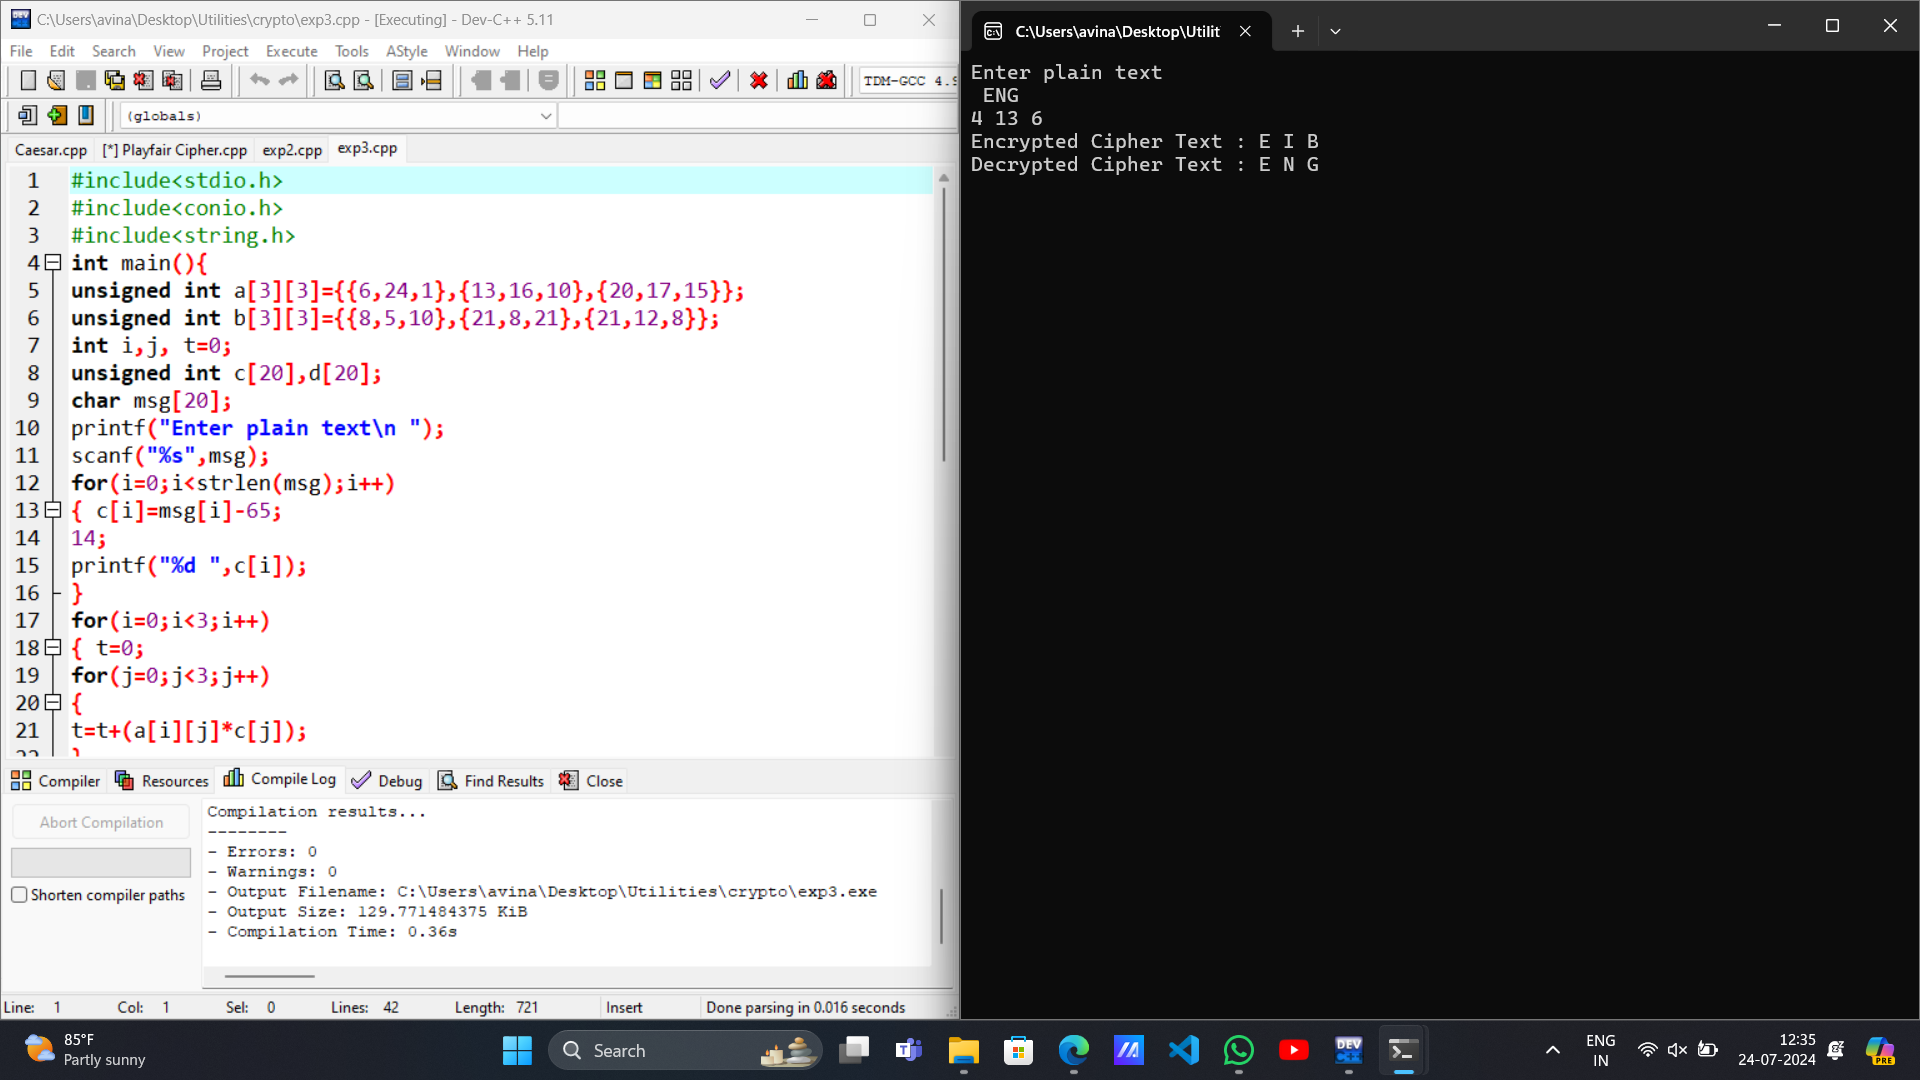 C:\Users\avina\Desktop\Utilities\crypto\exp3.cpp - [Executing] - Dev-C++ 5.11
File Edit Search View Project Execute Tools AStyle Window Help
TDM-GCC 4.9
(globals)
Caesar.cpp [*] Playfair Cipher.cpp exp2.cpp exp3.cpp
1 #include<stdio.h>
2 #include<conio.h>
3 #include<string.h>
4 int main(){
5 unsigned int a[3][3]={{6,24,1},{13,16,10},{20,17,15}};
6 unsigned int b[3][3]={{8,5,10},{21,8,21},{21,12,8}};
7 int i,j, t=0;
8 unsigned int c[20],d[20];
9 char msg[20];
10 printf("Enter plain text\n ");
11 scanf("%s",msg);
12 for(i=0;i<strlen(msg);i++)
13 { c[i]=msg[i]-65;
14 14;
15 printf("%d ",c[i]);
16 }
17 for(i=0;i<3;i++)
18 { t=0;
19 for(j=0;j<3;j++)
20 {
21 t=t+(a[i][j]*c[j]);
22 }
Compiler Resources Compile Log Debug Find Results Close
Abort Compilation
Shorten compiler paths
Compilation results...
--------
- Errors: 0
- Warnings: 0
- Output Filename: C:\Users\avina\Desktop\Utilities\crypto\exp3.exe
- Output Size: 129.771484375 KiB
- Compilation Time: 0.36s
Line: 1 Col: 1 Sel: 0 Lines: 42 Length: 721 Insert Done parsing in 0.016 seconds
C:\Users\avina\Desktop\Utilit
Enter plain text
ENG
4 13 6
Encrypted Cipher Text : E I B
Decrypted Cipher Text : E N G
85°F
Partly sunny
Search
DEV
C++
ENG
IN
12:35
24-07-2024
PRE